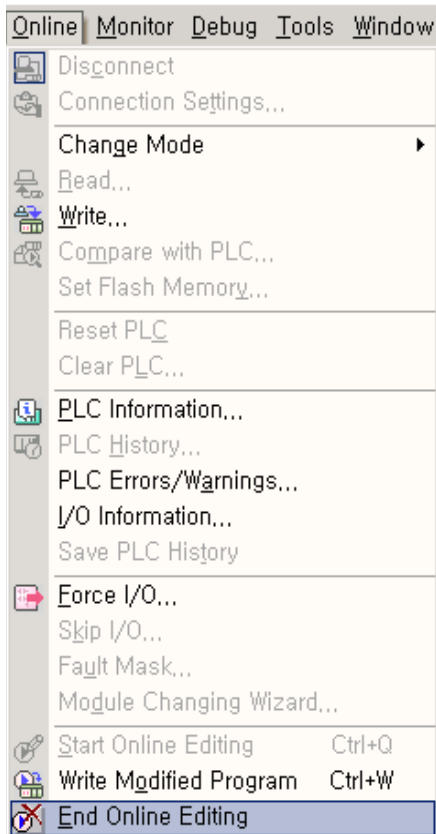 Online Monitor Debug Tools Window
Disconnect
Connection Settings...
Change Mode
Read...
Write...
Compare with PLC...
Set Flash Memory...
Reset PLC
Clear PLC...
PLC Information...
PLC History...
PLC Errors/Warnings...
I/O Information...
Save PLC History
Force I/O...
Skip I/O...
Fault Mask...
Module Changing Wizard...
Start Online Editing Ctrl+Q
Write Modified Program Ctrl+W
End Online Editing